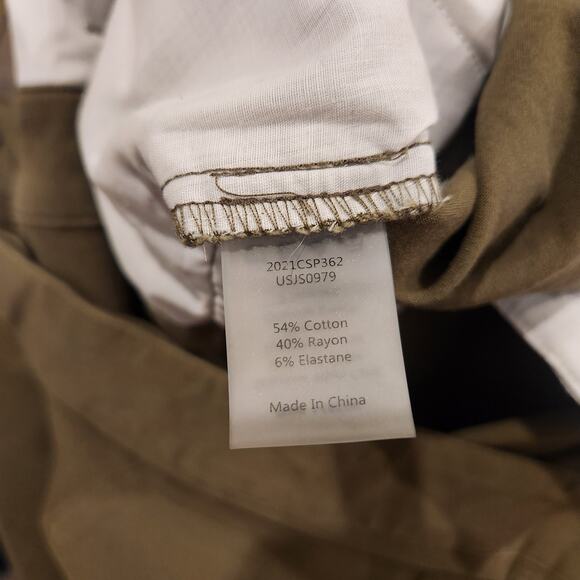 2021CSP362
USJS0979
54% Cotton
40% Rayon
6% Elastane
Made In China